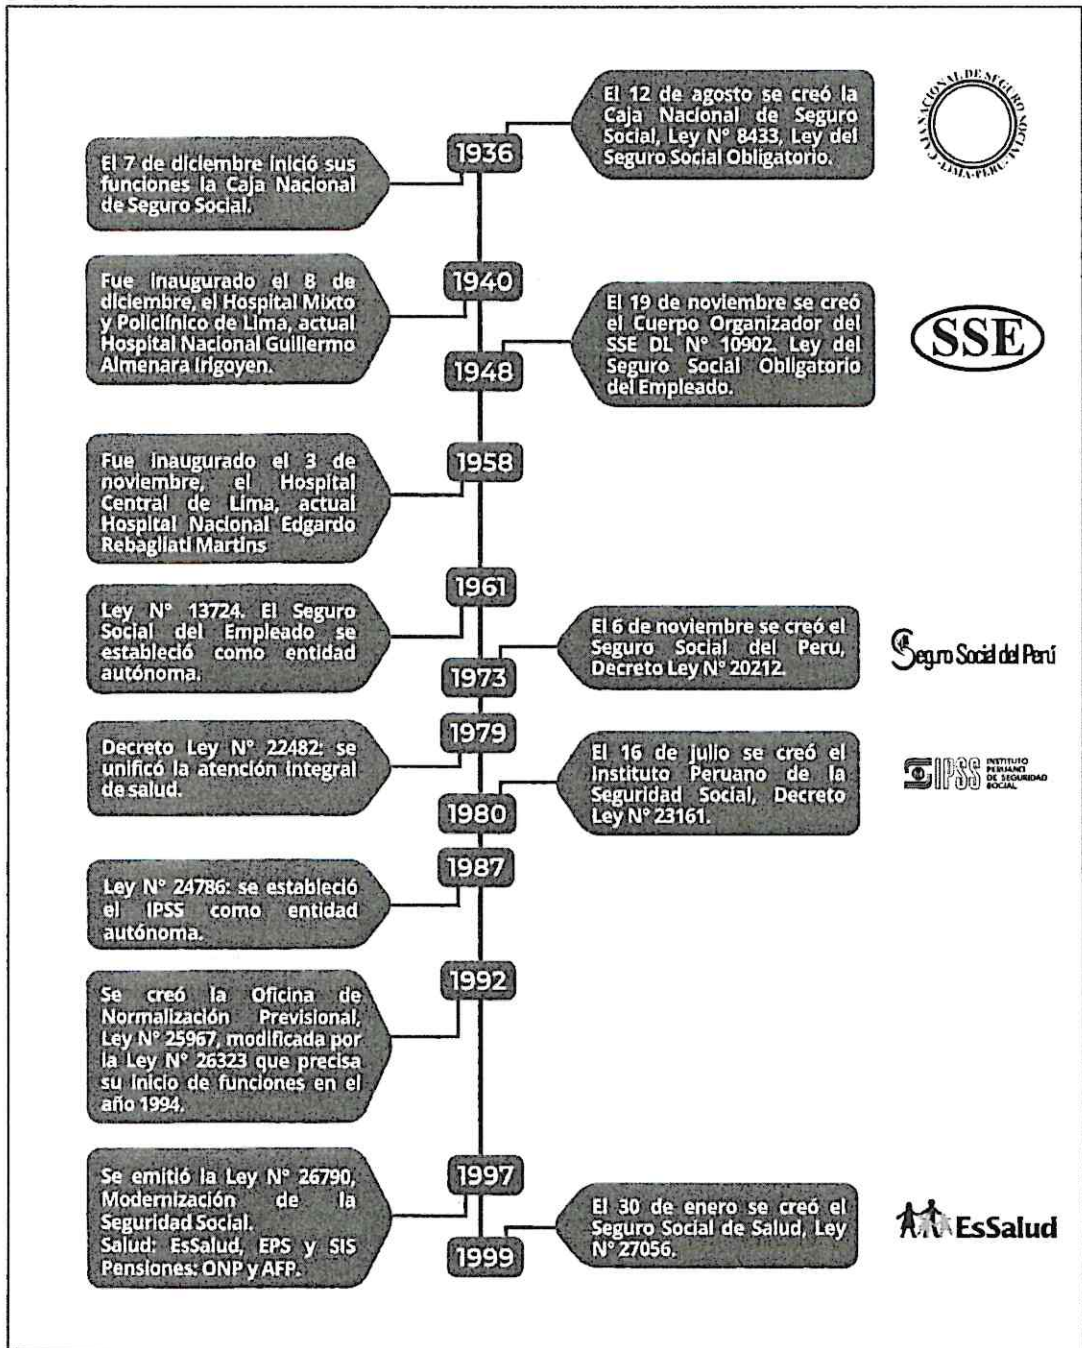 El 12 de agosto se creó la
Caja Nacional de Seguro
Social, Ley N° 8433, Ley del
Seguro Social Obligatorio.
CAJA NACIONAL DE SEGURO SOCIAL
LIMA-PERU
1936
El 7 de diciembre inició sus
funciones la Caja Nacional
de Seguro Social.
1940
Fue inaugurado el 8 de
diciembre, el Hospital Mixto
y Policlínico de Lima, actual
Hospital Nacional Guillermo
Almenara Irigoyen.
El 19 de noviembre se creó
el Cuerpo Organizador del
SSE DL N° 10902. Ley del
Seguro Social Obligatorio
del Empleado.
SSE
1948
1958
Fue inaugurado el 3 de
noviembre, el Hospital
Central de Lima, actual
Hospital Nacional Edgardo
Rebagliati Martins
1961
Ley N° 13724. El Seguro
Social del Empleado se
estableció como entidad
autónoma.
El 6 de noviembre se creó el
Seguro Social del Peru,
Decreto Ley N° 20212.
Seguro Social del Perú
1973
1979
Decreto Ley N° 22482: se
unificó la atención integral
de salud.
El 16 de julio se creó el
Instituto Peruano de la
Seguridad Social, Decreto
Ley N° 23161.
IPSS
INSTITUTO
PERUANO
DE SEGURIDAD
SOCIAL
1980
1987
Ley N° 24786: se estableció
el IPSS como entidad
autónoma.
1992
Se creó la Oficina de
Normalización Previsional,
Ley N° 25967, modificada por
la Ley N° 26323 que precisa
su inicio de funciones en el
año 1994.
1997
Se emitió la Ley N° 26790,
Modernización de la
Seguridad Social.
Salud: EsSalud, EPS y SIS
Pensiones: ONP y AFP.
El 30 de enero se creó el
Seguro Social de Salud, Ley
N° 27056.
EsSalud
1999